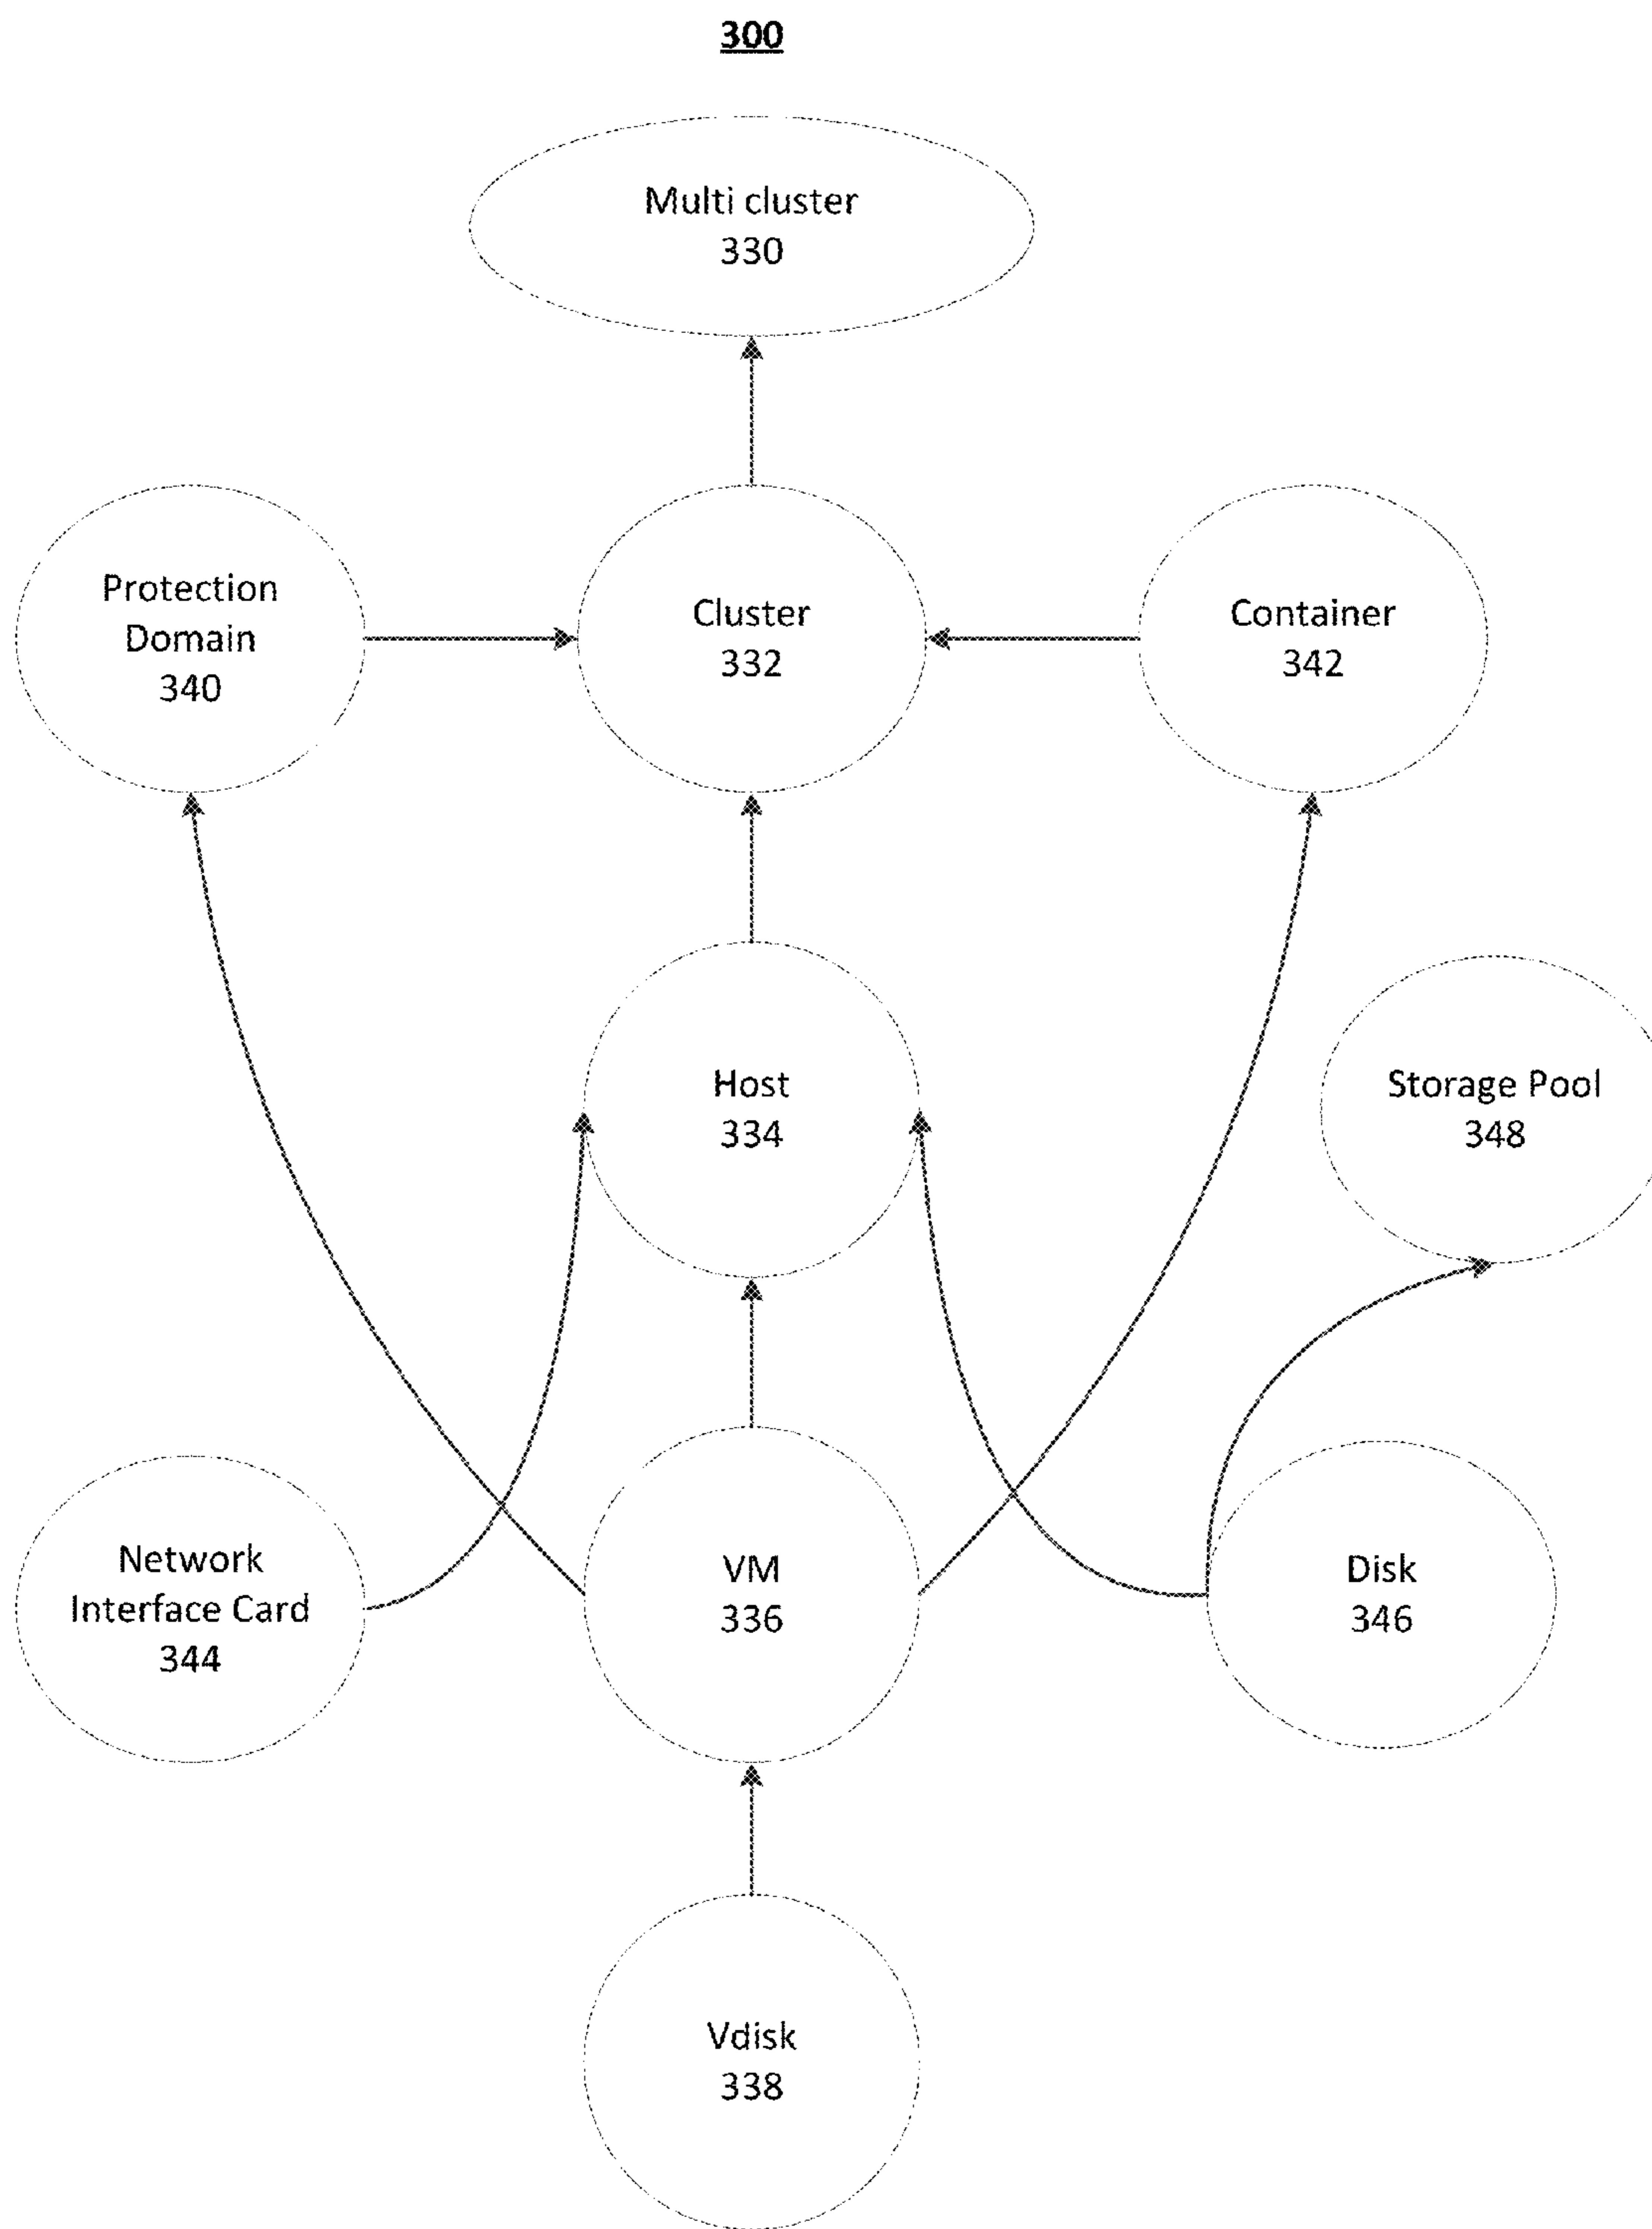 300
Multi cluster
330
Protection
Domain
340
Cluster
332
Container
342
Host
334
Storage Pool
348
Network
Interface Card
344
VM
336
Disk
346
Vdisk
338